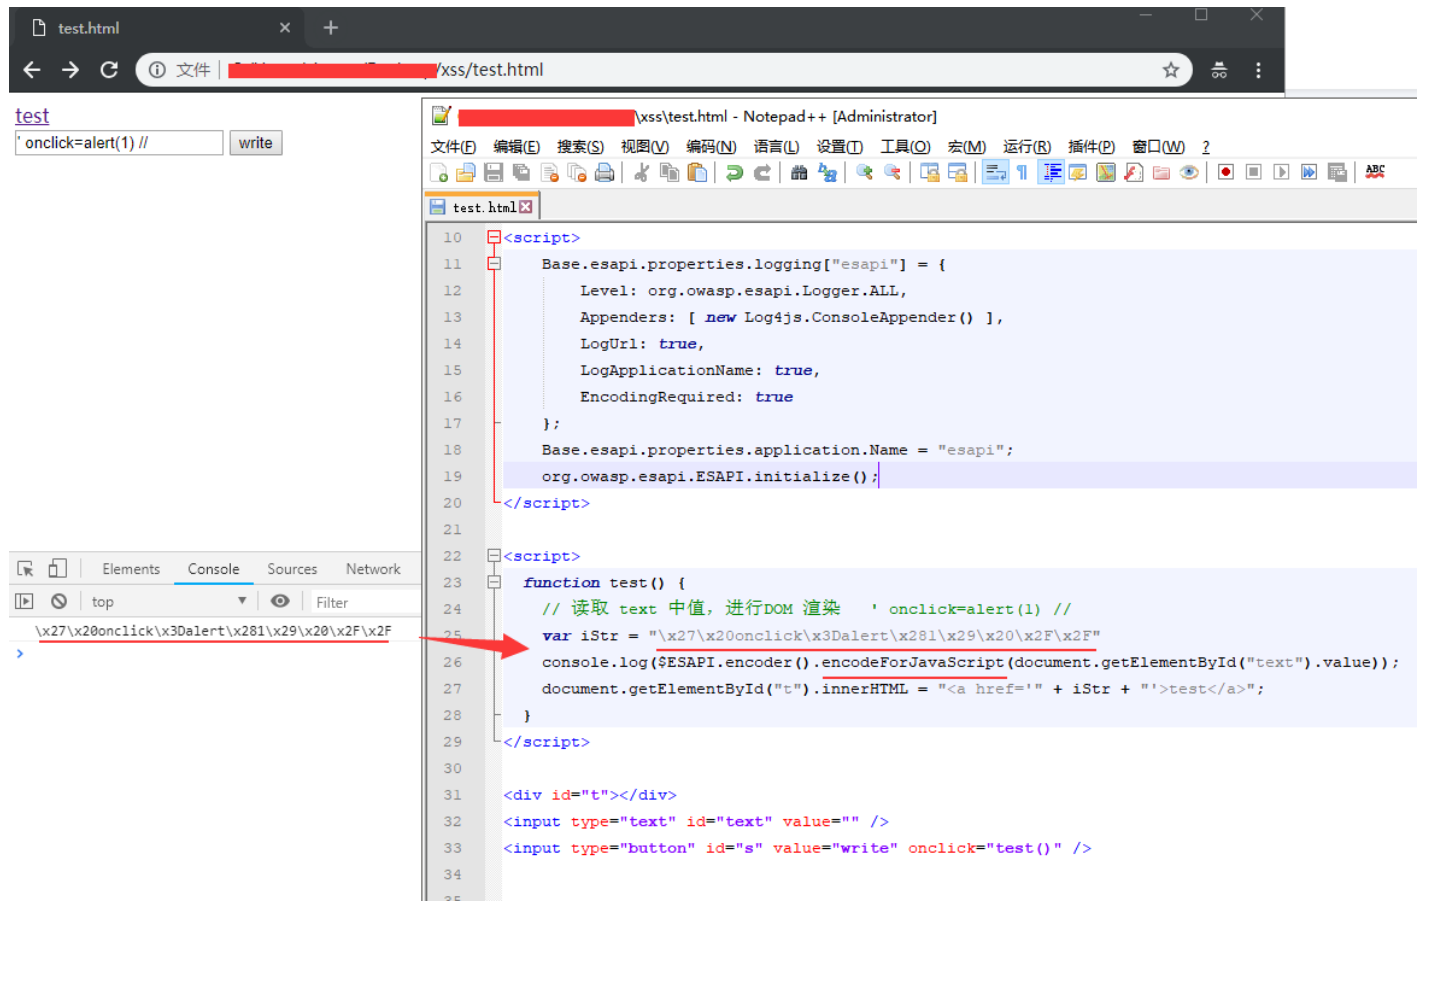 test.html
文件 /xss/test.html
test
' onclick=alert(1) // write
\xss\test.html - Notepad++ [Administrator]
文件(F) 编辑(E) 搜索(S) 视图(V) 编码(N) 语言(L) 设置(T) 工具(O) 宏(M) 运行(R) 插件(P) 窗口(W) ?
ABC
test.html
10 <script>
11 Base.esapi.properties.logging["esapi"] = {
12 Level: org.owasp.esapi.Logger.ALL,
13 Appenders: [ new Log4js.ConsoleAppender() ],
14 LogUrl: true,
15 LogApplicationName: true,
16 EncodingRequired: true
17 };
18 Base.esapi.properties.application.Name = "esapi";
19 org.owasp.esapi.ESAPI.initialize();
20 </script>
21
22 <script>
23 function test() {
24 // 读取 text 中值，进行DOM 渲染 ' onclick=alert(1) //
25 var iStr = "\x27\x20onclick\x3Dalert\x281\x29\x20\x2F\x2F"
26 console.log($ESAPI.encoder().encodeForJavaScript(document.getElementById("text").value));
27 document.getElementById("t").innerHTML = "<a href='" + iStr + "'>test</a>";
28 }
29 </script>
30
31 <div id="t"></div>
32 <input type="text" id="text" value="" />
33 <input type="button" id="s" value="write" onclick="test()" />
34
Elements Console Sources Network
top Filter
\x27\x20onclick\x3Dalert\x281\x29\x20\x2F\x2F